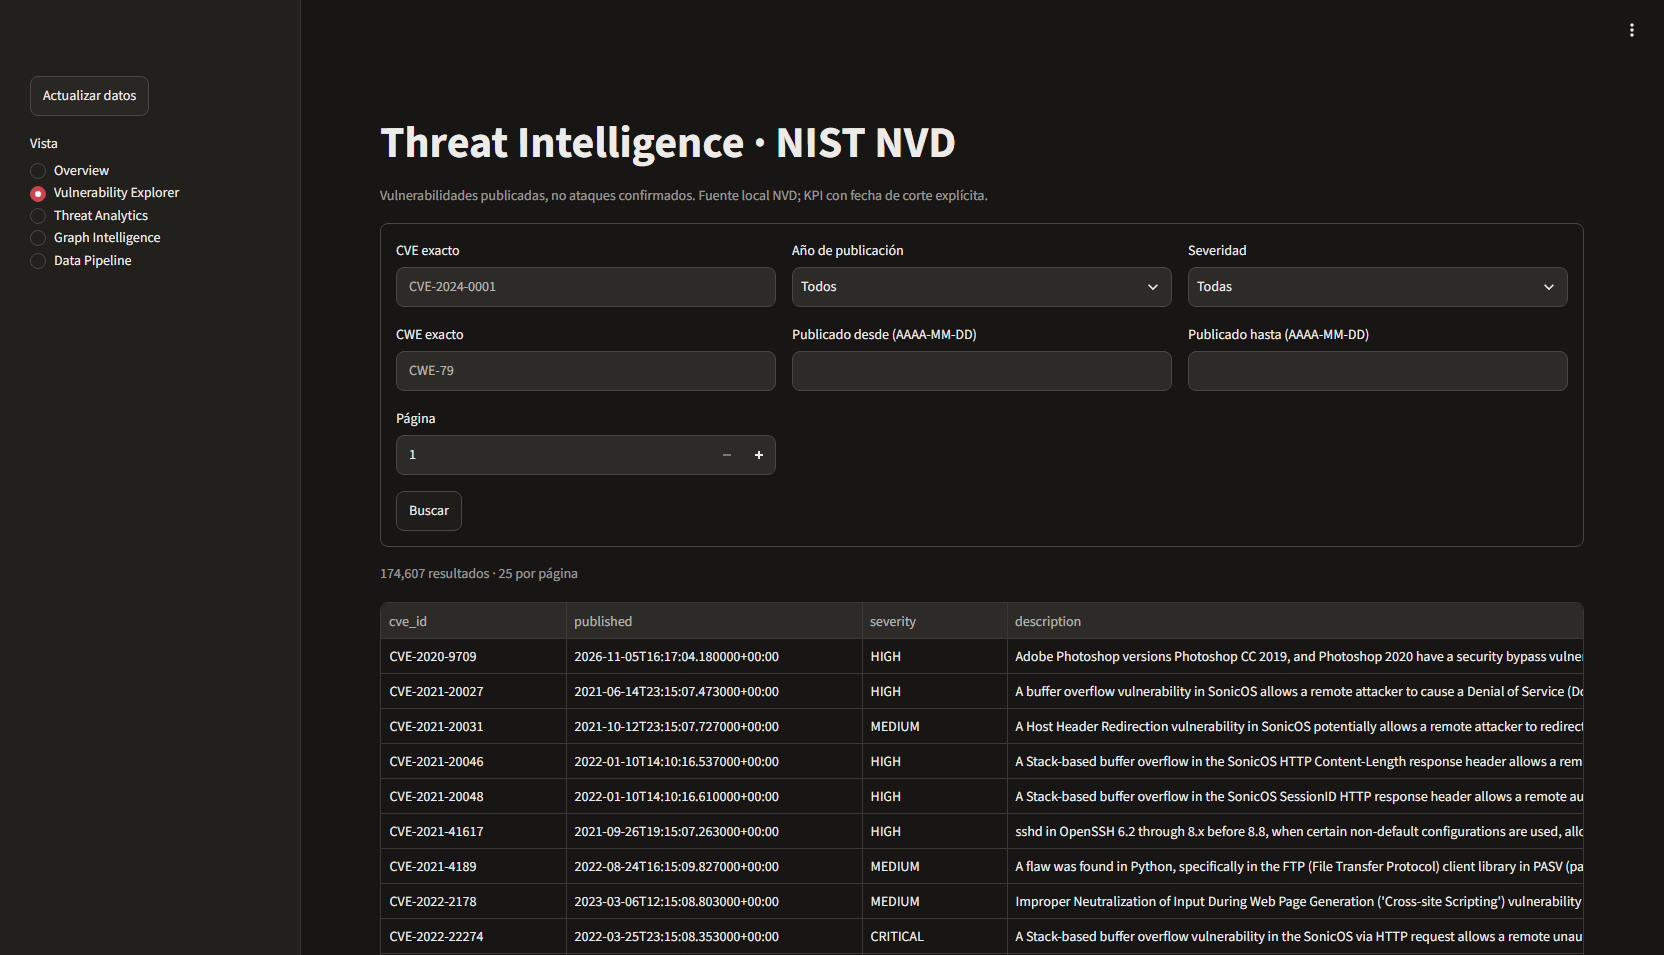 Actualizar datos
Vista
Overview
Vulnerability Explorer
Threat Analytics
Graph Intelligence
Data Pipeline
Threat Intelligence · NIST NVD
Vulnerabilidades publicadas, no ataques confirmados. Fuente local NVD; KPI con fecha de corte explícita.
CVE exacto Año de publicación Severidad
CVE-2024-0001 Todos Todas
CWE exacto Publicado desde (AAAA-MM-DD) Publicado hasta (AAAA-MM-DD)
CWE-79
Página
1 − +
Buscar
174,607 resultados · 25 por página
cve_id published severity description
CVE-2020-9709 2026-11-05T16:17:04.180000+00:00 HIGH Adobe Photoshop versions Photoshop CC 2019, and Photoshop 2020 have a security bypass vulne
CVE-2021-20027 2021-06-14T23:15:07.473000+00:00 HIGH A buffer overflow vulnerability in SonicOS allows a remote attacker to cause a Denial of Service (Do
CVE-2021-20031 2021-10-12T23:15:07.727000+00:00 MEDIUM A Host Header Redirection vulnerability in SonicOS potentially allows a remote attacker to redirect
CVE-2021-20046 2022-01-10T14:10:16.537000+00:00 HIGH A Stack-based buffer overflow in the SonicOS HTTP Content-Length response header allows a rem
CVE-2021-20048 2022-01-10T14:10:16.610000+00:00 HIGH A Stack-based buffer overflow in the SonicOS SessionID HTTP response header allows a remote au
CVE-2021-41617 2021-09-26T19:15:07.263000+00:00 HIGH sshd in OpenSSH 6.2 through 8.x before 8.8, when certain non-default configurations are used, allo
CVE-2021-4189 2022-08-24T16:15:09.827000+00:00 MEDIUM A flaw was found in Python, specifically in the FTP (File Transfer Protocol) client library in PASV (pa
CVE-2022-2178 2023-03-06T12:15:08.803000+00:00 MEDIUM Improper Neutralization of Input During Web Page Generation ('Cross-site Scripting') vulnerability
CVE-2022-22274 2022-03-25T23:15:08.353000+00:00 CRITICAL A Stack-based buffer overflow vulnerability in the SonicOS via HTTP request allows a remote unau